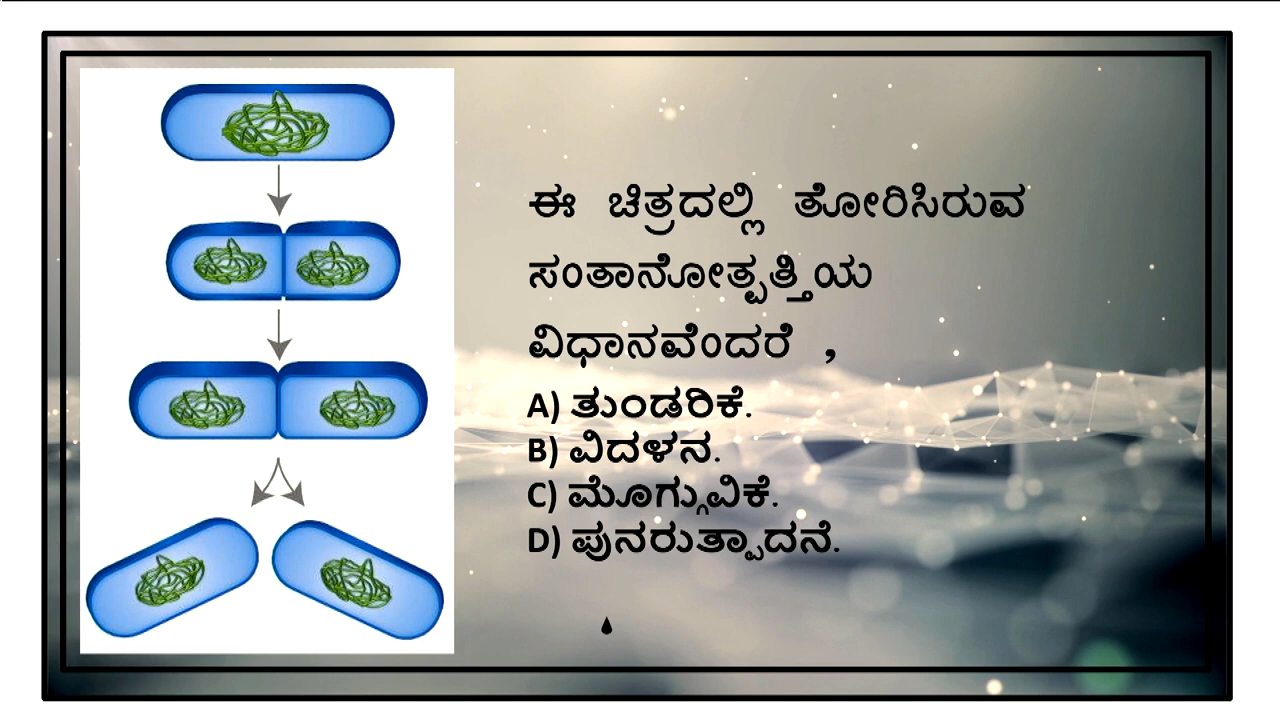 ಈ ಚಿತ್ರದಲ್ಲಿ ತೋರಿಸಿರುವ
ಸಂತಾನೋತ್ಪತ್ತಿಯ
ವಿಧಾನವೆಂದರೆ ,
A) ತುಂಡರಿಕೆ.
B) ವಿದಳನ.
C) ಮೊಗ್ಗುವಿಕೆ.
D) ಪುನರುತ್ಪಾದನೆ.